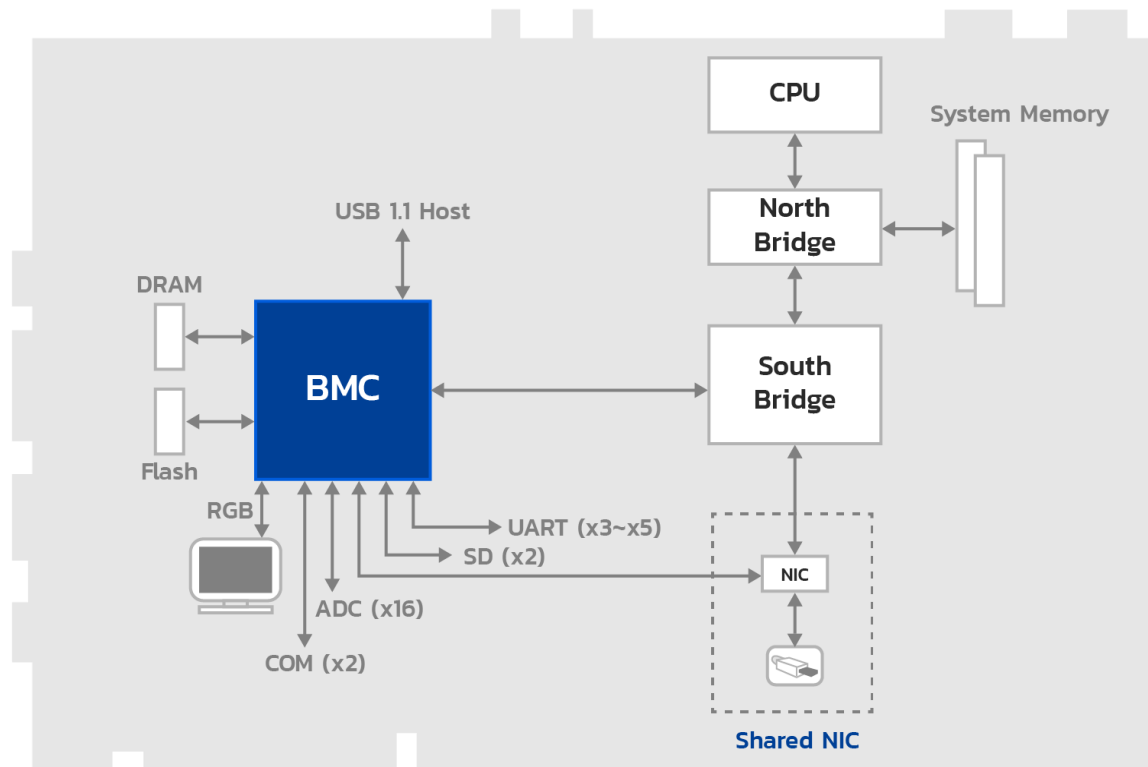 CPU
System Memory
North
Bridge
USB 1.1 Host
DRAM
BMC
South
Bridge
Flash
RGB
UART (x3~x5)
SD (x2)
NIC
ADC (x16)
COM (x2)
Shared NIC